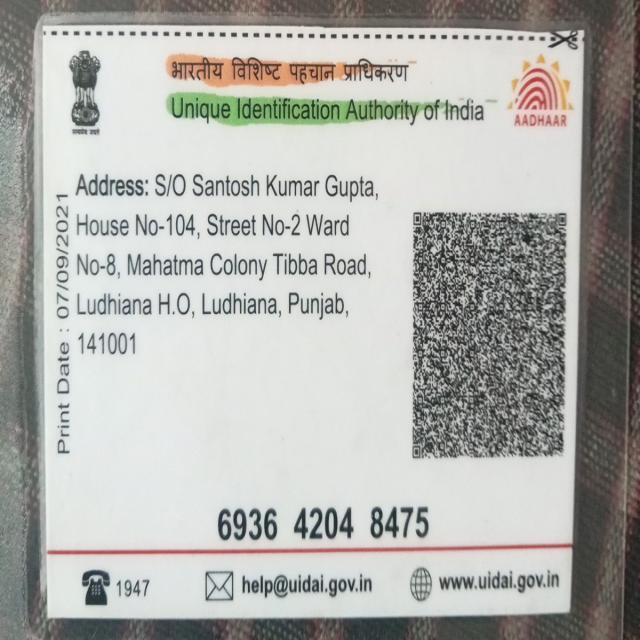 भारतीय विशिष्ट पहचान प्राधिकरण
Unique Identification Authority of India
सत्यमेव जयते
AADHAAR
Print Date : 07/09/2021
Address: S/O Santosh Kumar Gupta,
House No-104, Street No-2 Ward
No-8, Mahatma Colony Tibba Road,
Ludhiana H.O, Ludhiana, Punjab,
141001
6936 4204 8475
1947
help@uidai.gov.in
www.uidai.gov.in